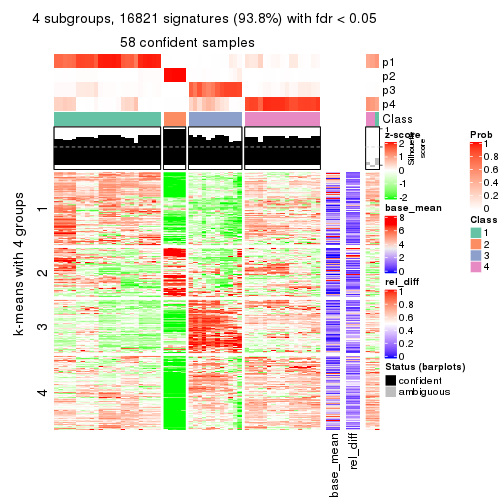 4 subgroups, 16821 signatures (93.8%) with fdr < 0.05
58 confident samples
p1
p2
p3
p4
Class
1
Silhouette
score
k-means with 4 groups
1
2
3
4
base_mean
rel_diff
z-score
2
1
0
-1
-2
base_mean
8
6
4
2
0
rel_diff
1
0.8
0.6
0.4
0.2
0
Status (barplots)
confident
ambiguous
Prob
1
0.8
0.6
0.4
0.2
0
Class
1
2
3
4